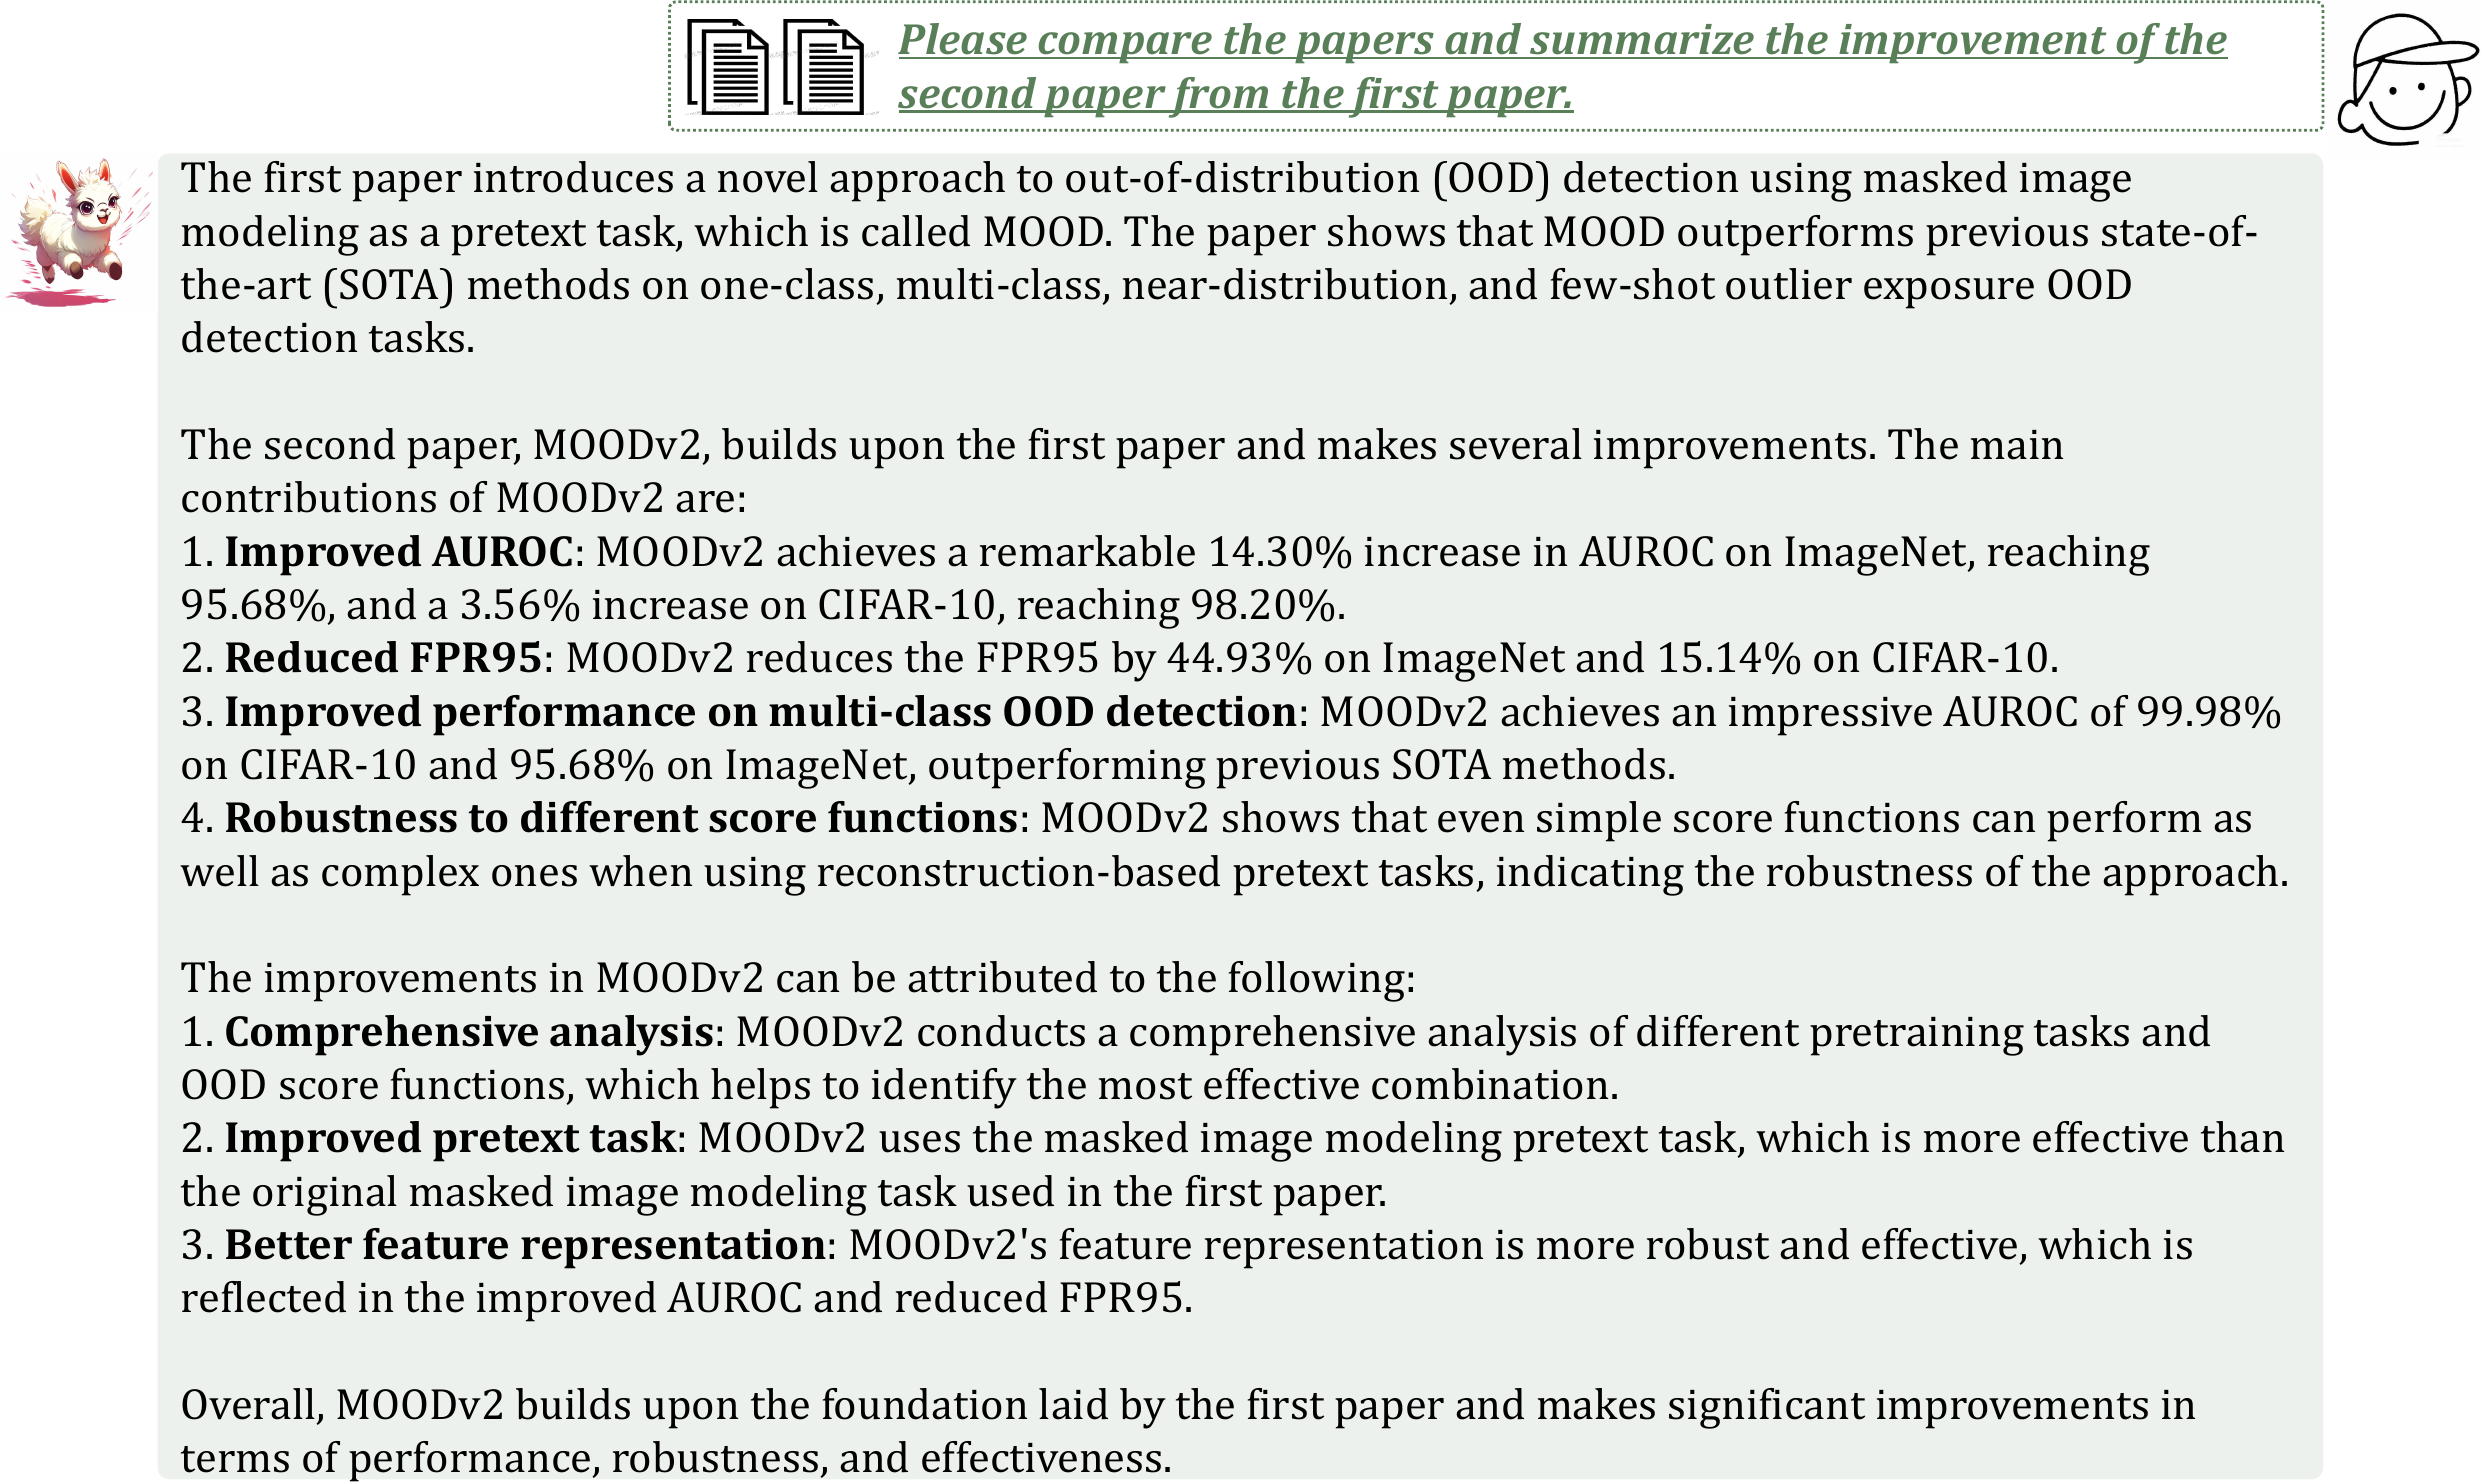 Please compare the papers and summarize the improvement of the
second paper from the first paper.
The first paper introduces a novel approach to out-of-distribution (OOD) detection using masked image
modeling as a pretext task, which is called MOOD. The paper shows that MOOD outperforms previous state-of-
the-art (SOTA) methods on one-class, multi-class, near-distribution, and few-shot outlier exposure OOD
detection tasks.
The second paper, MOODv2, builds upon the first paper and makes several improvements. The main
contributions of MOODv2 are:
1. Improved AUROC: MOODv2 achieves a remarkable 14.30% increase in AUROC on ImageNet, reaching
95.68%, and a 3.56% increase on CIFAR-10, reaching 98.20%.
2. Reduced FPR95: MOODv2 reduces the FPR95 by 44.93% on ImageNet and 15.14% on CIFAR-10.
3. Improved performance on multi-class OOD detection: MOODv2 achieves an impressive AUROC of 99.98%
on CIFAR-10 and 95.68% on ImageNet, outperforming previous SOTA methods.
4. Robustness to different score functions: MOODv2 shows that even simple score functions can perform as
well as complex ones when using reconstruction-based pretext tasks, indicating the robustness of the approach.
The improvements in MOODv2 can be attributed to the following:
1. Comprehensive analysis: MOODv2 conducts a comprehensive analysis of different pretraining tasks and
OOD score functions, which helps to identify the most effective combination.
2. Improved pretext task: MOODv2 uses the masked image modeling pretext task, which is more effective than
the original masked image modeling task used in the first paper.
3. Better feature representation: MOODv2's feature representation is more robust and effective, which is
reflected in the improved AUROC and reduced FPR95.
Overall, MOODv2 builds upon the foundation laid by the first paper and makes significant improvements in
terms of performance, robustness, and effectiveness.